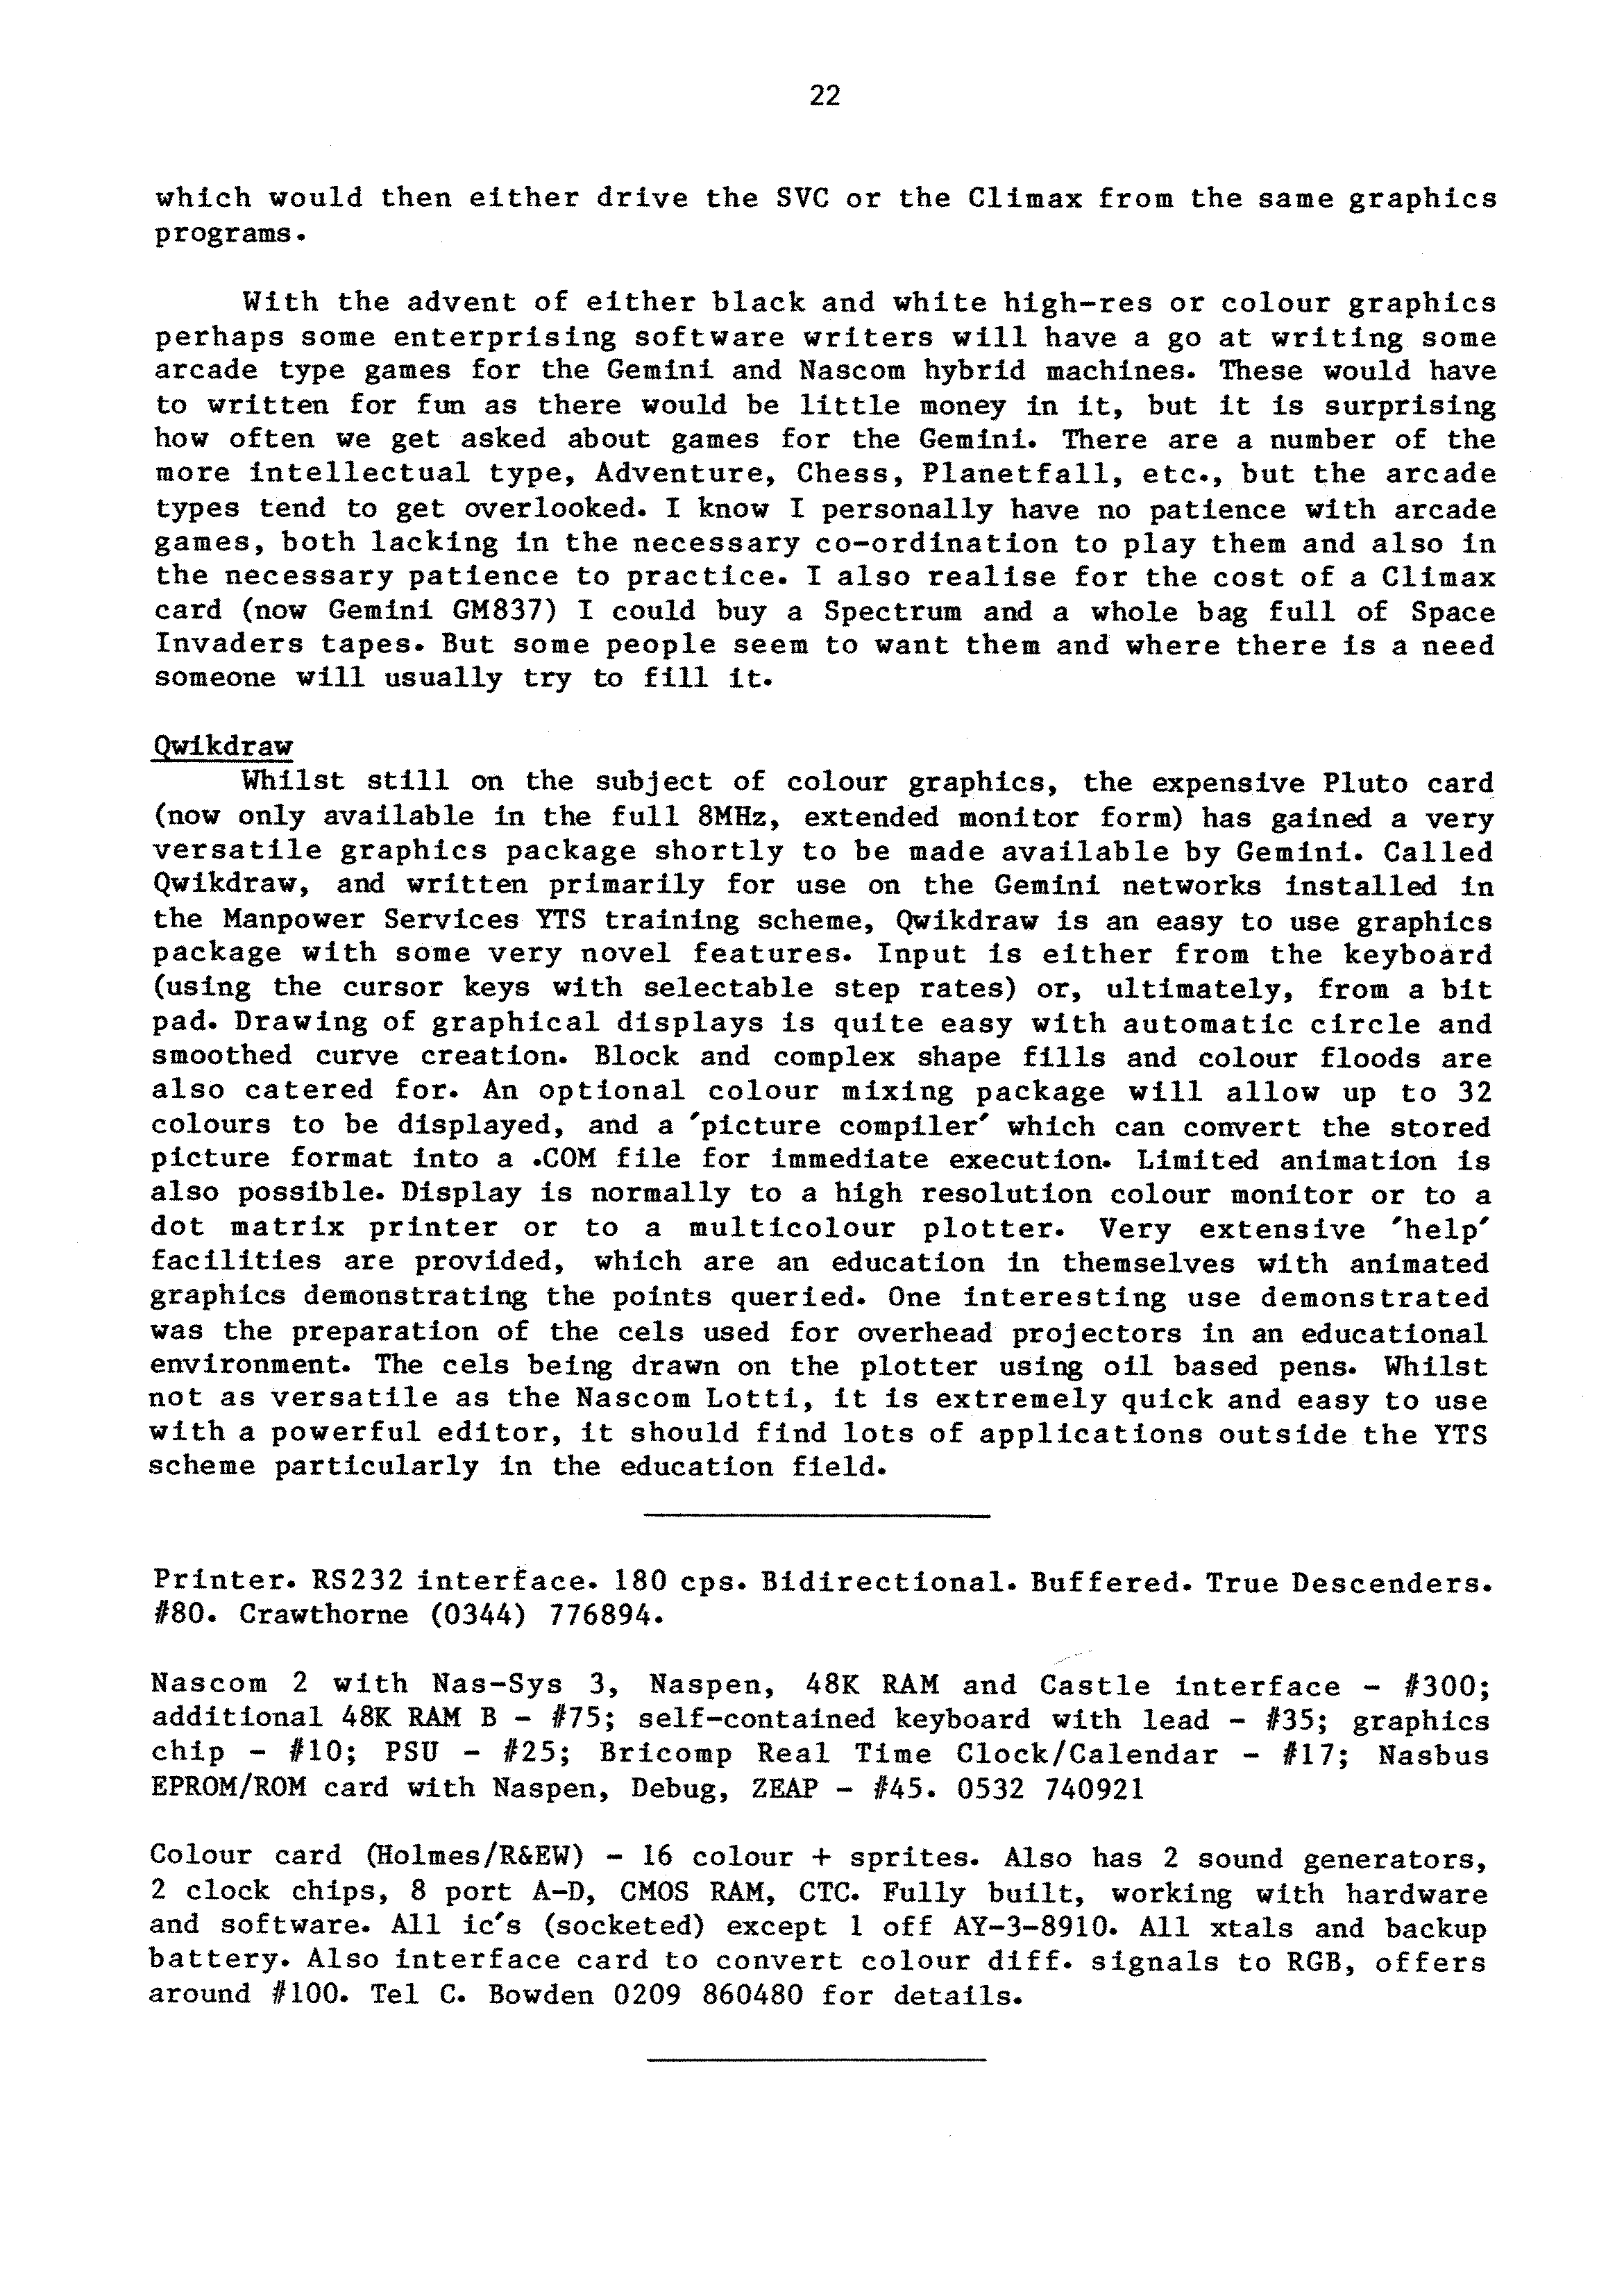 22
which would then either drive the SVC or the Climax from the same graphics
programs.
With the advent of either black and white high-res or colour graphics
perhaps some enterprising software writers will have a go at writing some
arcade type games for the Gemini and Nascom hybrid machines. These would have
to written for fun as there would be little money in it, but it is surprising
how often we get asked about games for the Gemini. There are a number of the
more intellectual type, Adventure, Chess, Planetfall, etc., but the arcade
types tend to get overlooked. I know I personally have no patience with arcade
games, both lacking in the necessary co-ordination to play them and also in
the necessary patience to practice. I also realise for the cost of a Climax
card (now Gemini GM837) I could buy a Spectrum and a whole bag full of Space
Invaders tapes. But some people seem to want them and where there is a need
someone will usually try to fill it.
Qwikdraw
Whilst still on the subject of colour graphics, the expensive Pluto card
(now only available in the full 8MHz, extended monitor form) has gained a very
versatile graphics package shortly to be made available by Gemini. Called
Qwikdraw, and written primarily for use on the Gemini networks installed in
the Manpower Services YTS training scheme, Qwikdraw is an easy to use graphics
package with some very novel features. Input is either from the keyboard
(using the cursor keys with selectable step rates) or, ultimately, from a bit
pad. Drawing of graphical displays is quite easy with automatic circle and
smoothed curve creation. Block and complex shape fills and colour floods are
also catered for. An optional colour mixing package will allow up to 32
colours to be displayed, and a 'picture compiler' which can convert the stored
picture format into a .COM file for immediate execution. Limited animation is
also possible. Display is normally to a high resolution colour monitor or to a
dot matrix printer or to a multicolour plotter. Very extensive 'help'
facilities are provided, which are an education in themselves with animated
graphics demonstrating the points queried. One interesting use demonstrated
was the preparation of the cels used for overhead projectors in an educational
environment. The cels being drawn on the plotter using oil based pens. Whilst
not as versatile as the Nascom Lotti, it is extremely quick and easy to use
with a powerful editor, it should find lots of applications outside the YTS
scheme particularly in the education field.
Printer. RS232 interface. 180 cps. Bidirectional. Buffered. True Descenders.
#80. Crawthorne (0344) 776894.
Nascom 2 with Nas-Sys 3, Naspen, 48K RAM and Castle interface - #300;
additional 48K RAM B - #75; self-contained keyboard with lead - #35; graphics
chip - #10; PSU - #25; Bricomp Real Time Clock/Calendar - #17; Nasbus
EPROM/ROM card with Naspen, Debug, ZEAP - #45. 0532 740921
Colour card (Holmes/R&EW) - 16 colour + sprites. Also has 2 sound generators,
2 clock chips, 8 port A-D, CMOS RAM, CTC. Fully built, working with hardware
and software. All ic's (socketed) except 1 off AY-3-8910. All xtals and backup
battery. Also interface card to convert colour diff. signals to RGB, offers
around #100. Tel C. Bowden 0209 860480 for details.